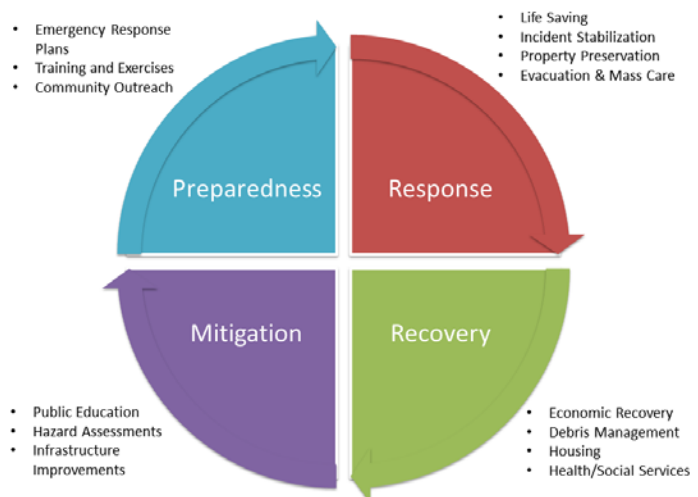 • Emergency Response
Plans
• Training and Exercises
• Community Outreach
• Life Saving
• Incident Stabilization
• Property Preservation
• Evacuation & Mass Care
Preparedness
Response
Mitigation
Recovery
• Public Education
• Hazard Assessments
• Infrastructure
Improvements
• Economic Recovery
• Debris Management
• Housing
• Health/Social Services